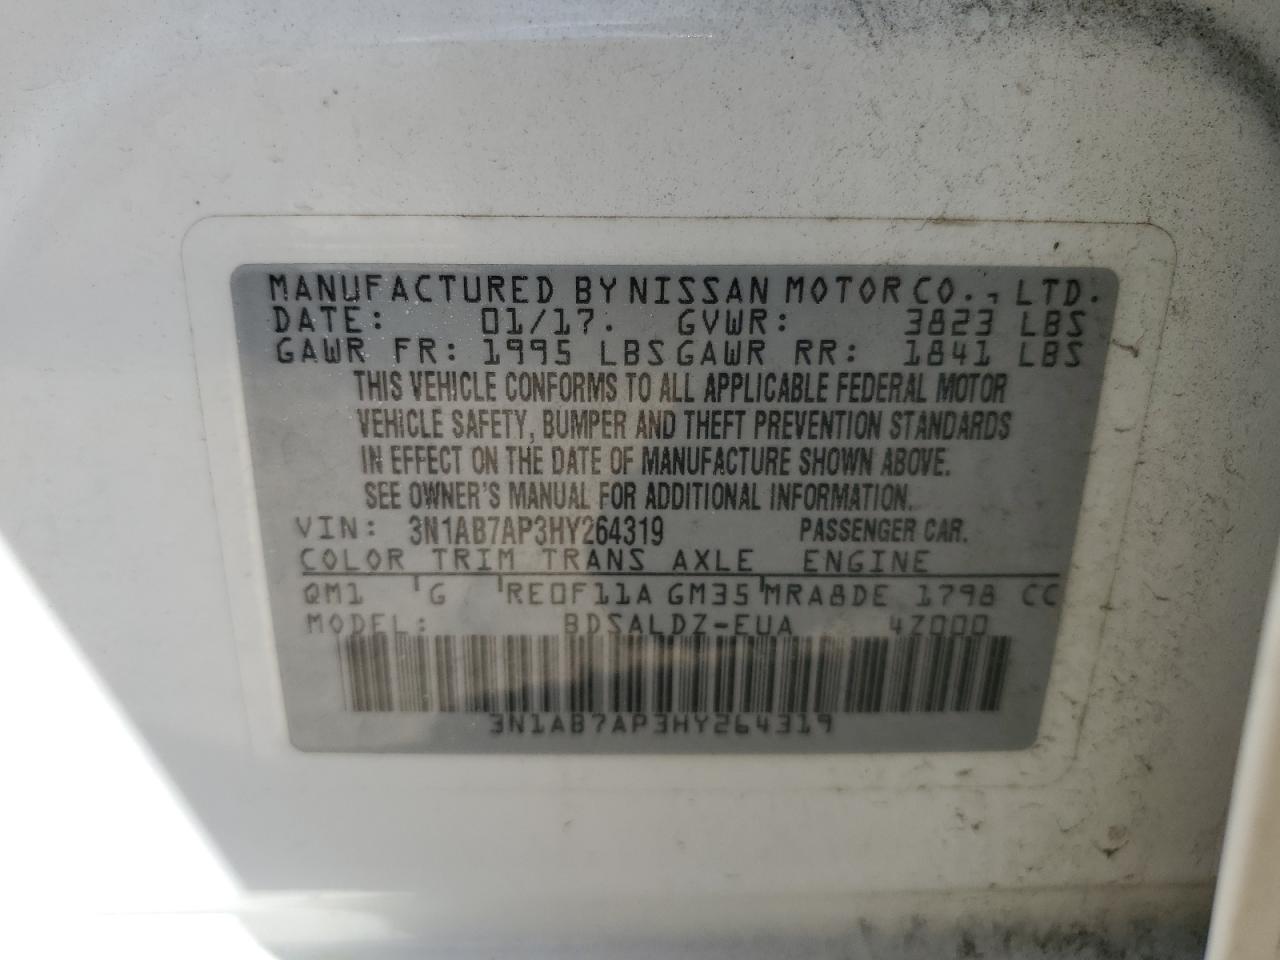 MANUFACTURED BY NISSAN MOTOR CO., LTD.
DATE: 01/17. GVWR: 3823 LBS
GAWR FR: 1995 LBS GAWR RR: 1841 LBS
THIS VEHICLE CONFORMS TO ALL APPLICABLE FEDERAL MOTOR
VEHICLE SAFETY, BUMPER AND THEFT PREVENTION STANDARDS
IN EFFECT ON THE DATE OF MANUFACTURE SHOWN ABOVE.
SEE OWNER'S MANUAL FOR ADDITIONAL INFORMATION.
VIN: 3N1AB7AP3HY264319 PASSENGER CAR.
COLOR TRIM TRANS AXLE ENGINE
QM1 G RE0F11A GM35 MRA8DE 1798 CC
MODEL: BDSALDZ-EUA 4Z000
3N1AB7AP3HY264319